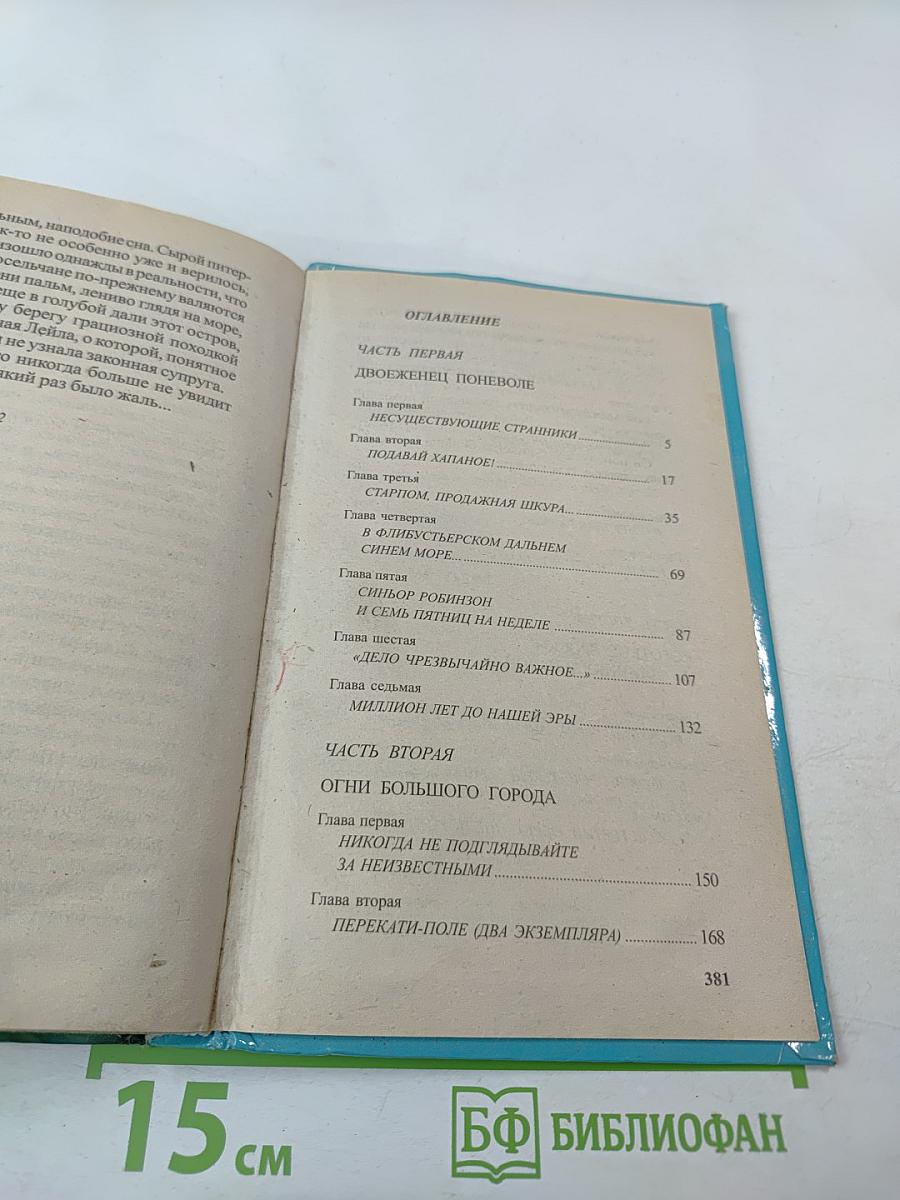 льным, наподобие сна. Сырой питер-
к-то не особенно уже и верилось,
изошло однажды в реальности, что
осельчане по-прежнему валяются
ни пальм, лениво глядя на море,
еще в голубой дали этот остров,
у берегу грациозной походкой
ная Лейла, о которой, понятное
не узнала законная супруга.
о никогда больше не увидит
який раз было жаль...
?
ОГЛАВЛЕНИЕ
ЧАСТЬ ПЕРВАЯ
ДВОЕЖЕНЕЦ ПОНЕВОЛЕ
Глава первая
НЕСУЩЕСТВУЮЩИЕ СТРАННИКИ ..... 5
Глава вторая
ПОДАВАЙ ХАПАНОЕ! ..... 17
Глава третья
СТАРПОМ, ПРОДАЖНАЯ ШКУРА... ..... 35
Глава четвертая
В ФЛИБУСТЬЕРСКОМ ДАЛЬНЕМ
СИНЕМ МОРЕ... ..... 69
Глава пятая
СИНЬОР РОБИНЗОН
И СЕМЬ ПЯТНИЦ НА НЕДЕЛЕ ..... 87
Глава шестая
«ДЕЛО ЧРЕЗВЫЧАЙНО ВАЖНОЕ...» ..... 107
Глава седьмая
МИЛЛИОН ЛЕТ ДО НАШЕЙ ЭРЫ ..... 132
ЧАСТЬ ВТОРАЯ
ОГНИ БОЛЬШОГО ГОРОДА
Глава первая
НИКОГДА НЕ ПОДГЛЯДЫВАЙТЕ
ЗА НЕИЗВЕСТНЫМИ ..... 150
Глава вторая
ПЕРЕКАТИ-ПОЛЕ (ДВА ЭКЗЕМПЛЯРА) ..... 168
381
15 см
БФ БИБЛИОФАН